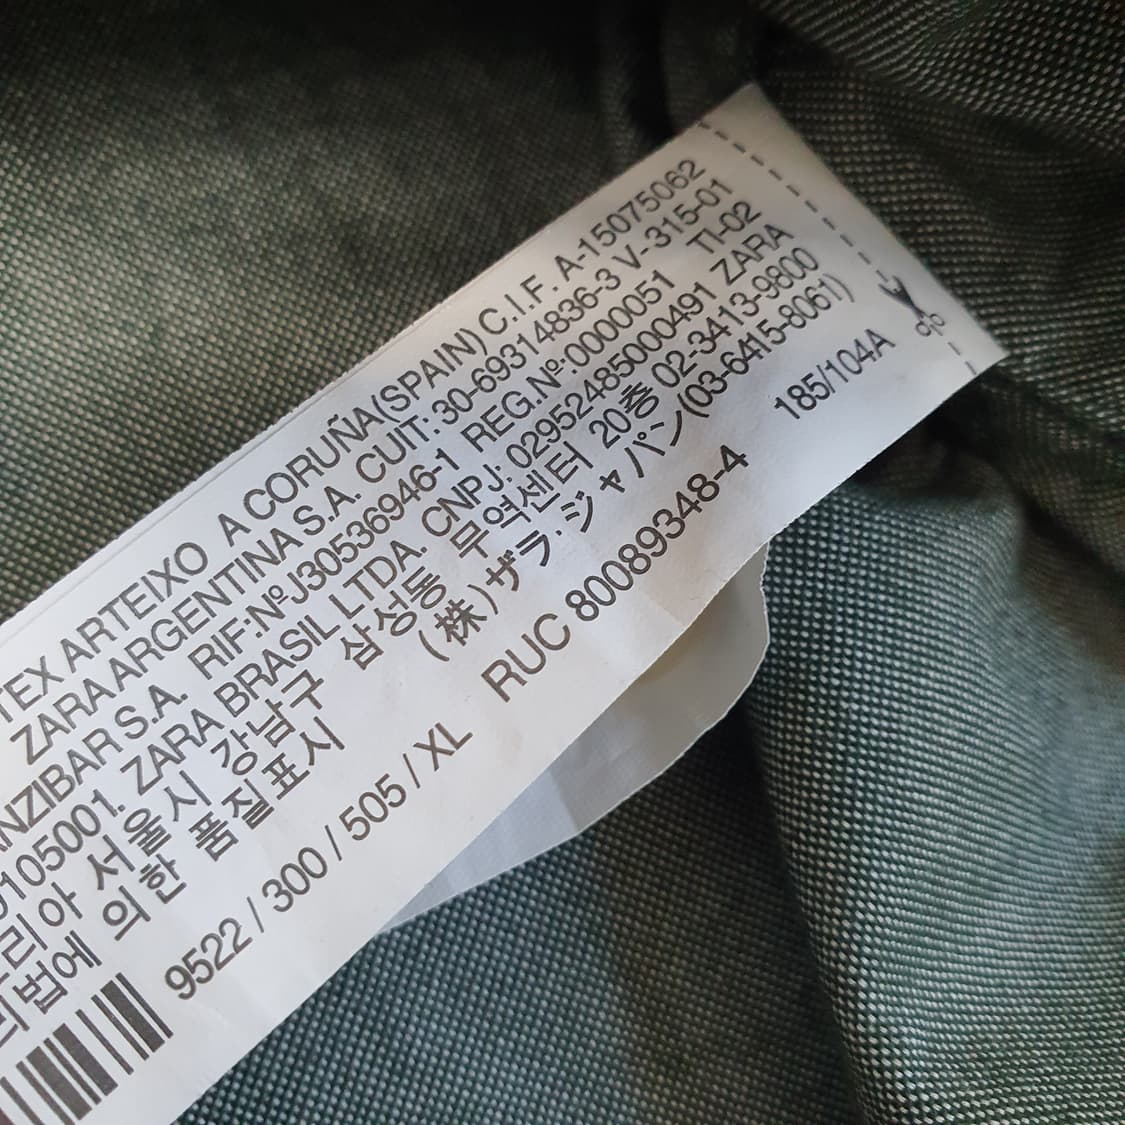 TEX ARTEIXO A CORUÑA(SPAIN) C.I.F. A-15075062
ZARA ARGENTINA S.A. CUIT: 30-69314836-3 V-315-01
NZIBAR S.A. RIF:Nº J30536946-1 REG.Nº:0000051 TI-02
105001. ZARA BRASIL LTDA. CNPJ: 02952485000491 ZARA
리아 서울시 강남구 삼성동 무역센터 20층 02-3413-9800
법에 의한 품질표시 (株)ザラ・ジャパン(03-6415-8061)
RUC 80089348-4
9522 / 300 / 505 / XL 185/104A